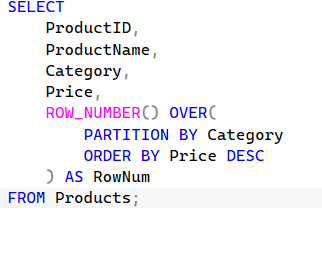 SELECT
    ProductID,
    ProductName,
    Category,
    Price,
    ROW_NUMBER() OVER(
        PARTITION BY Category
        ORDER BY Price DESC
    ) AS RowNum
FROM Products;